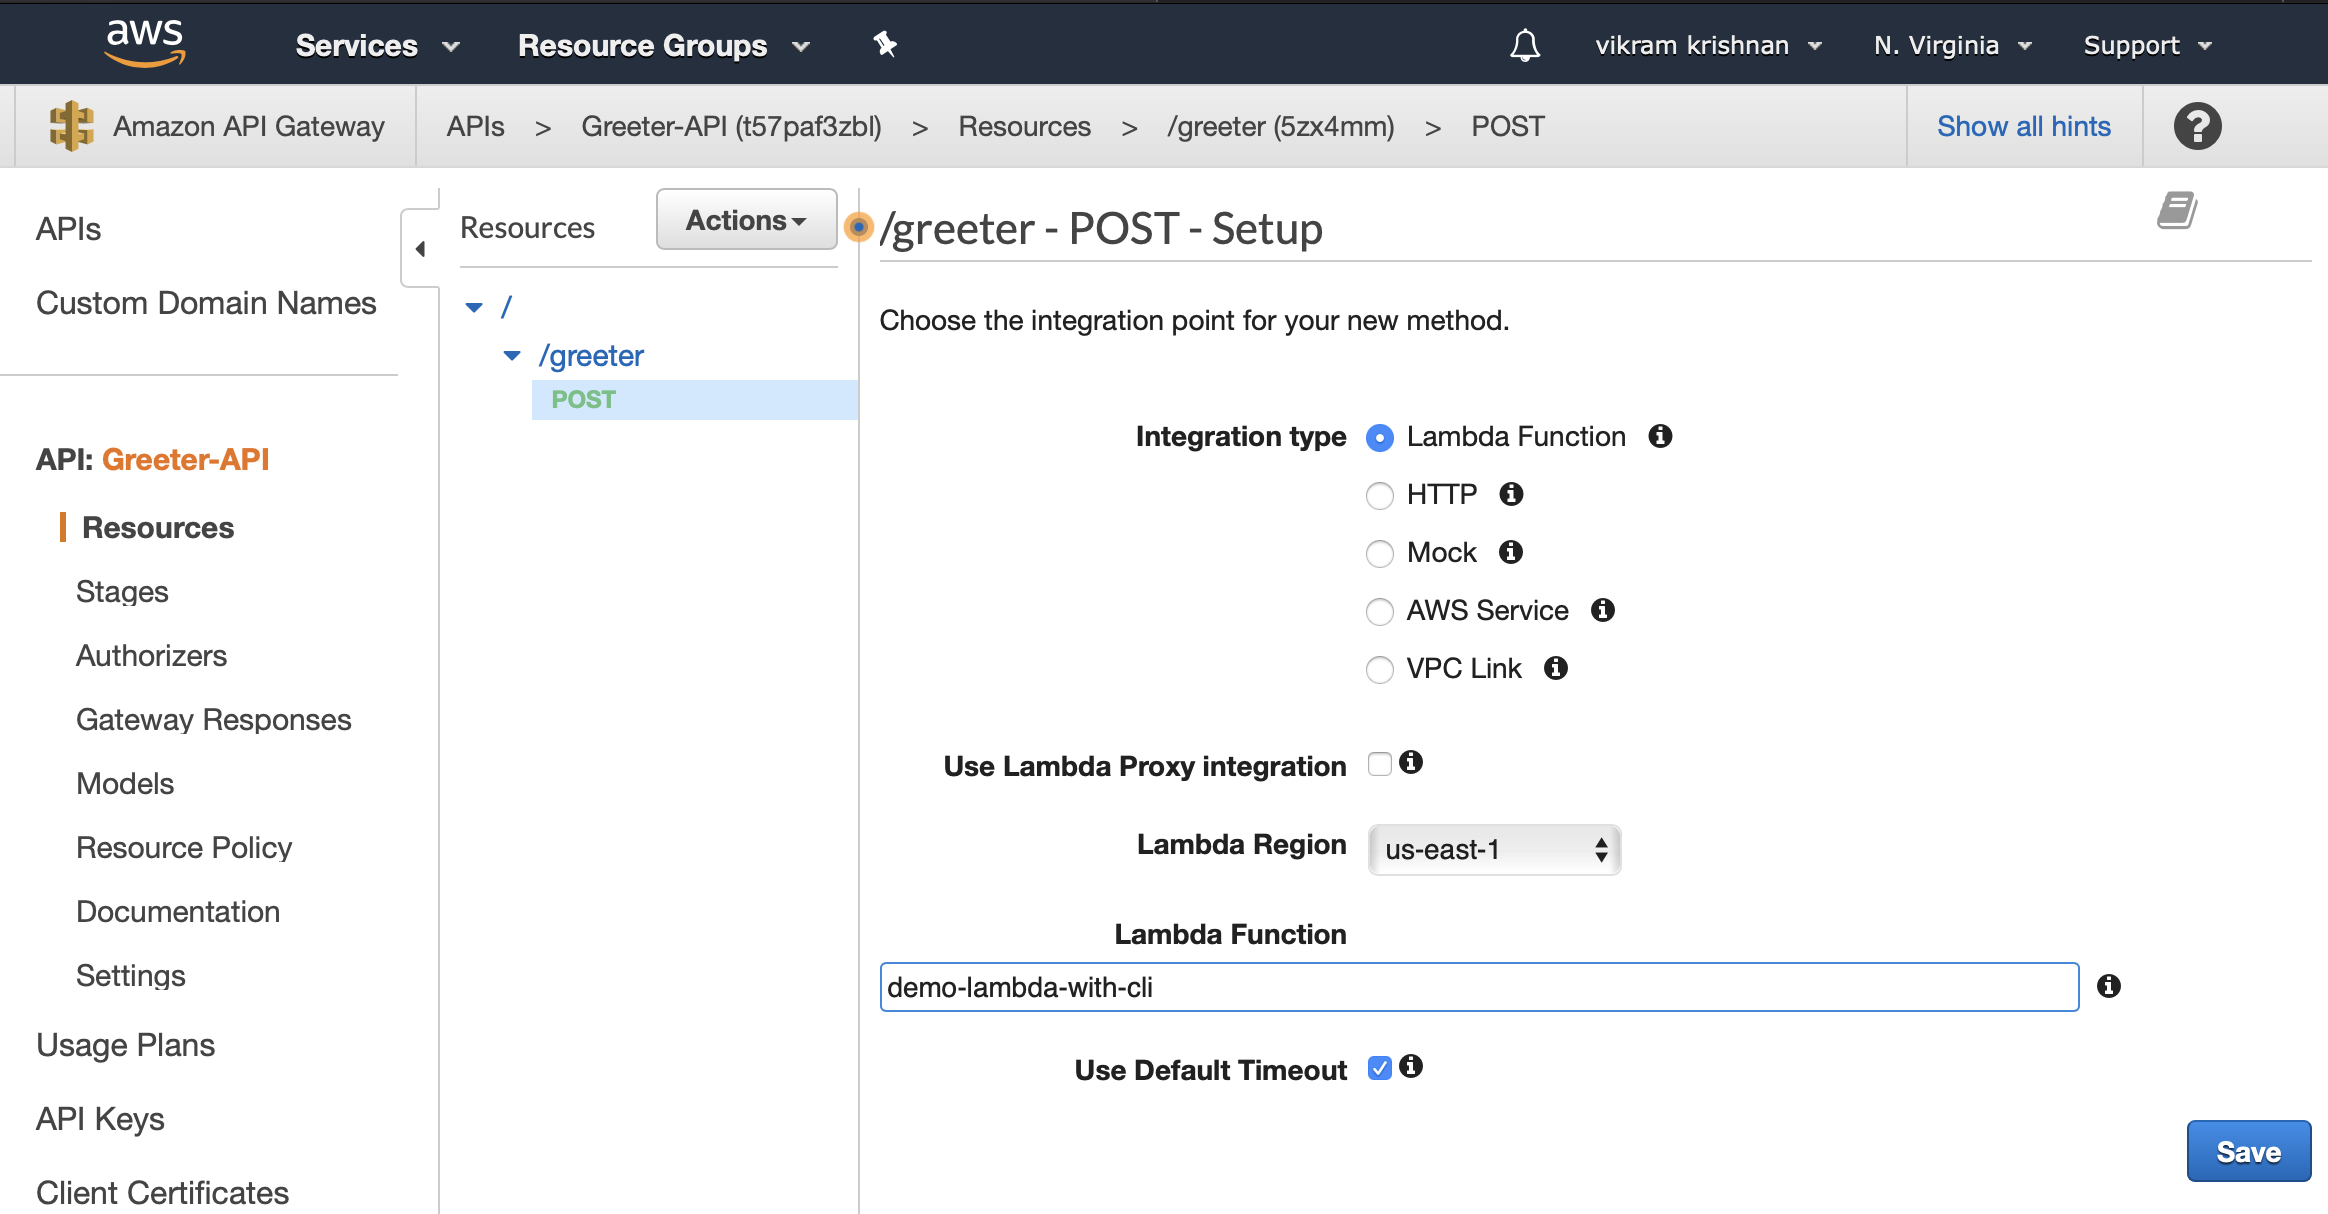 aws Services Resource Groups vikram krishnan N. Virginia Support
Amazon API Gateway APIs > Greeter-API (t57paf3zbl) > Resources > /greeter (5zx4mm) > POST Show all hints ?
APIs
Custom Domain Names
API: Greeter-API
Resources
Stages
Authorizers
Gateway Responses
Models
Resource Policy
Documentation
Settings
Usage Plans
API Keys
Client Certificates
Resources Actions
/
/greeter
POST
/greeter - POST - Setup
Choose the integration point for your new method.
Integration type Lambda Function
HTTP
Mock
AWS Service
VPC Link
Use Lambda Proxy integration
Lambda Region us-east-1
Lambda Function
demo-lambda-with-cli
Use Default Timeout
Save